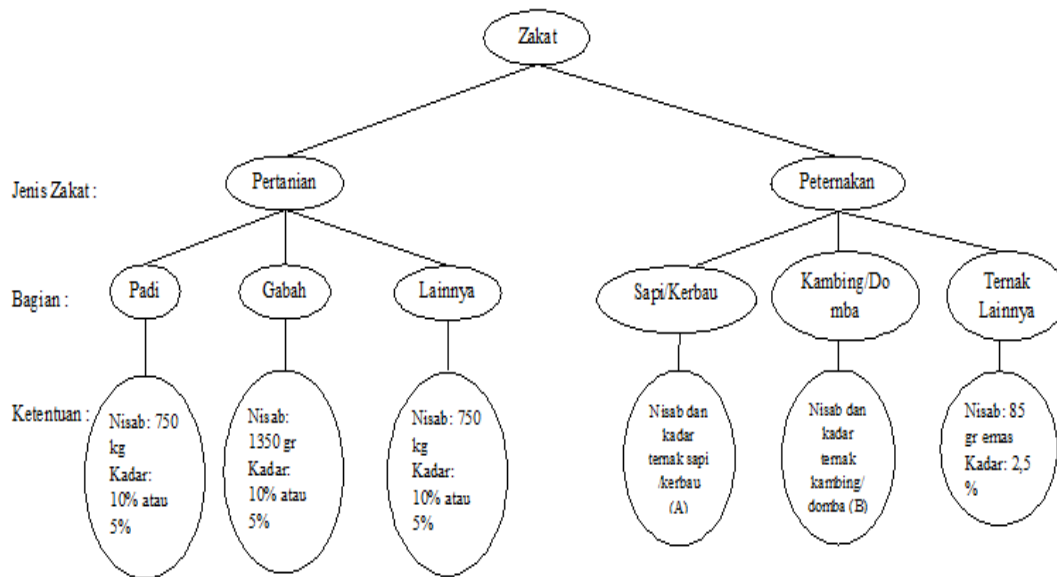 Zakat
Jenis Zakat :
Pertanian
Peternakan
Bagian :
Padi
Gabah
Lainnya
Sapi/Kerbau
Kambing/Do
mba
Ternak
Lainnya
Ketentuan :
Nisab: 750
kg
Kadar:
10% atau
5%
Nisab:
1350 gr
Kadar:
10% atau
5%
Nisab: 750
kg
Kadar:
10% atau
5%
Nisab dan
kadar
ternak sapi
/kerbau
(A)
Nisab dan
kadar
ternak
kambing/
domba (B)
Nisab: 85
gr emas
Kadar: 2,5
%